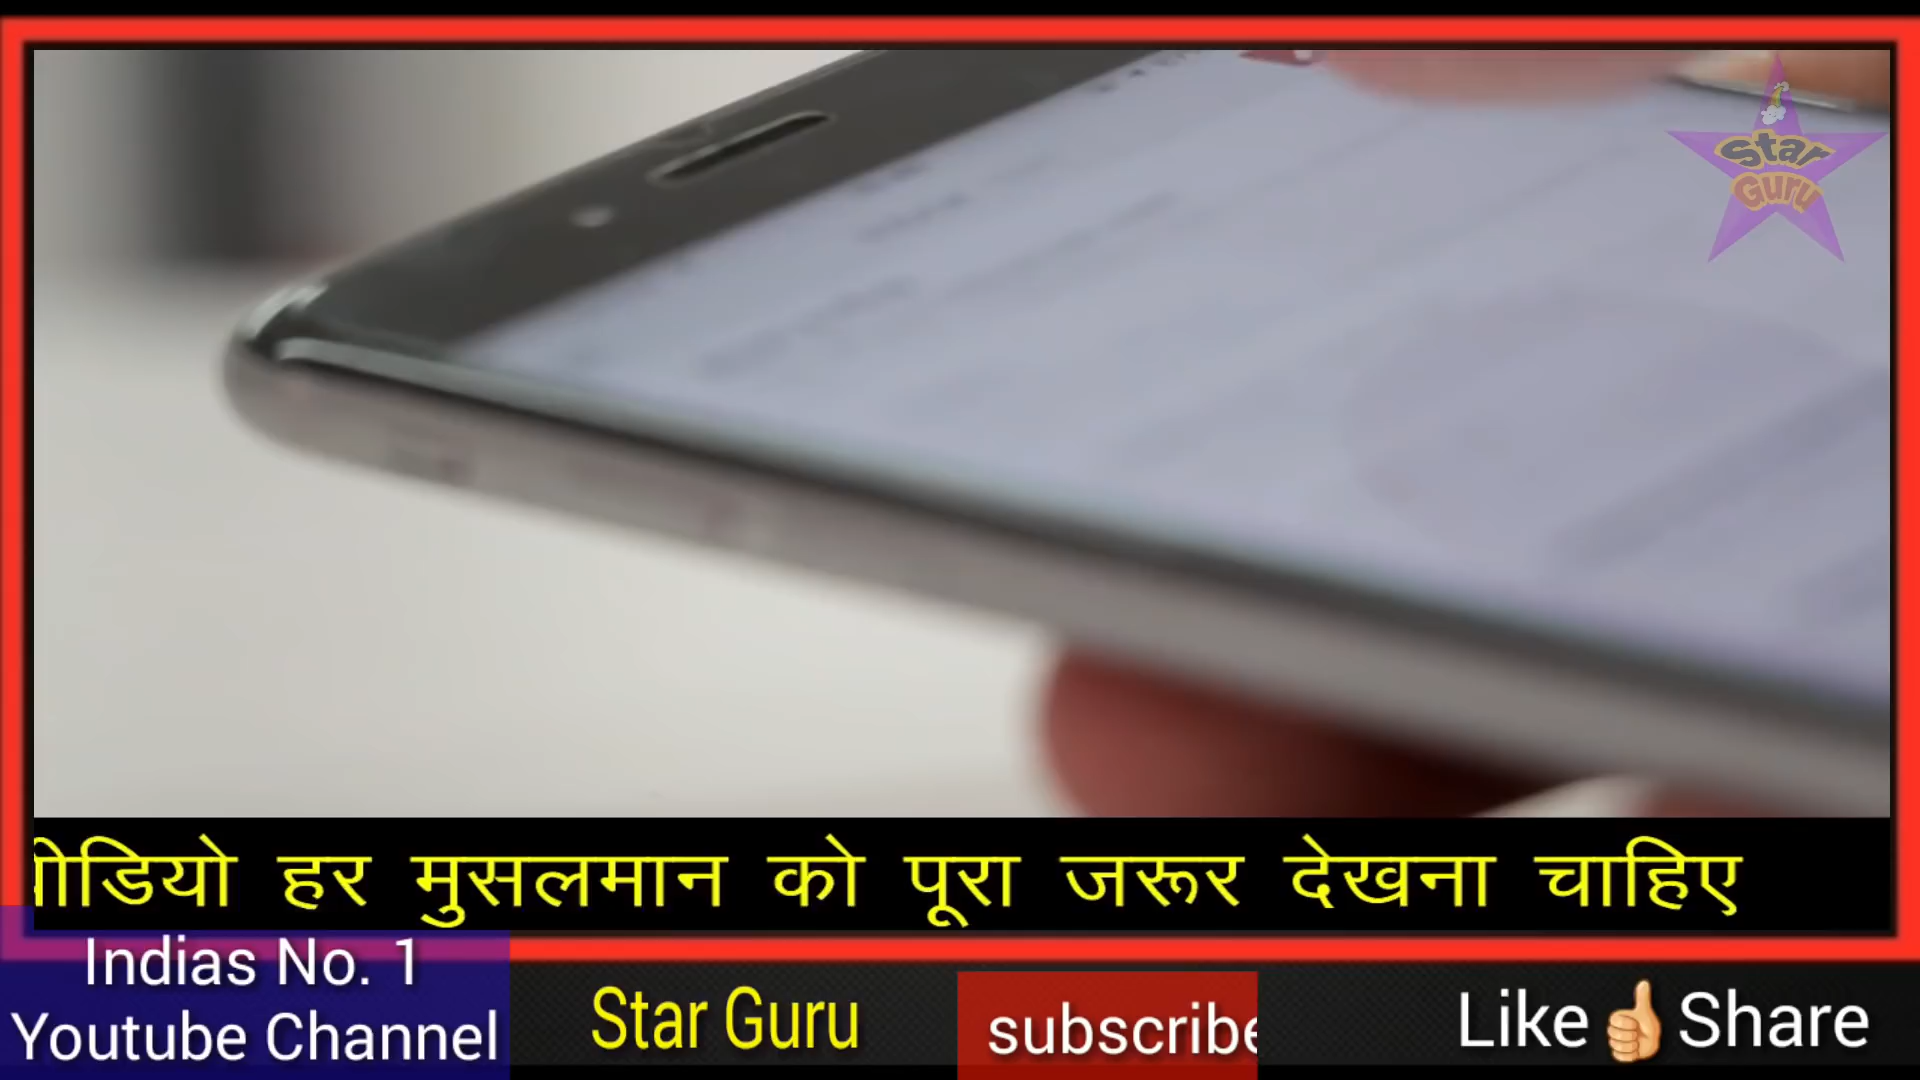 Star
Guru
हर मुसलमान को पूरा जरूर देखना चाहिए
Indias No. 1
Youtube Channel
Star Guru
subscribe
Like👍Share